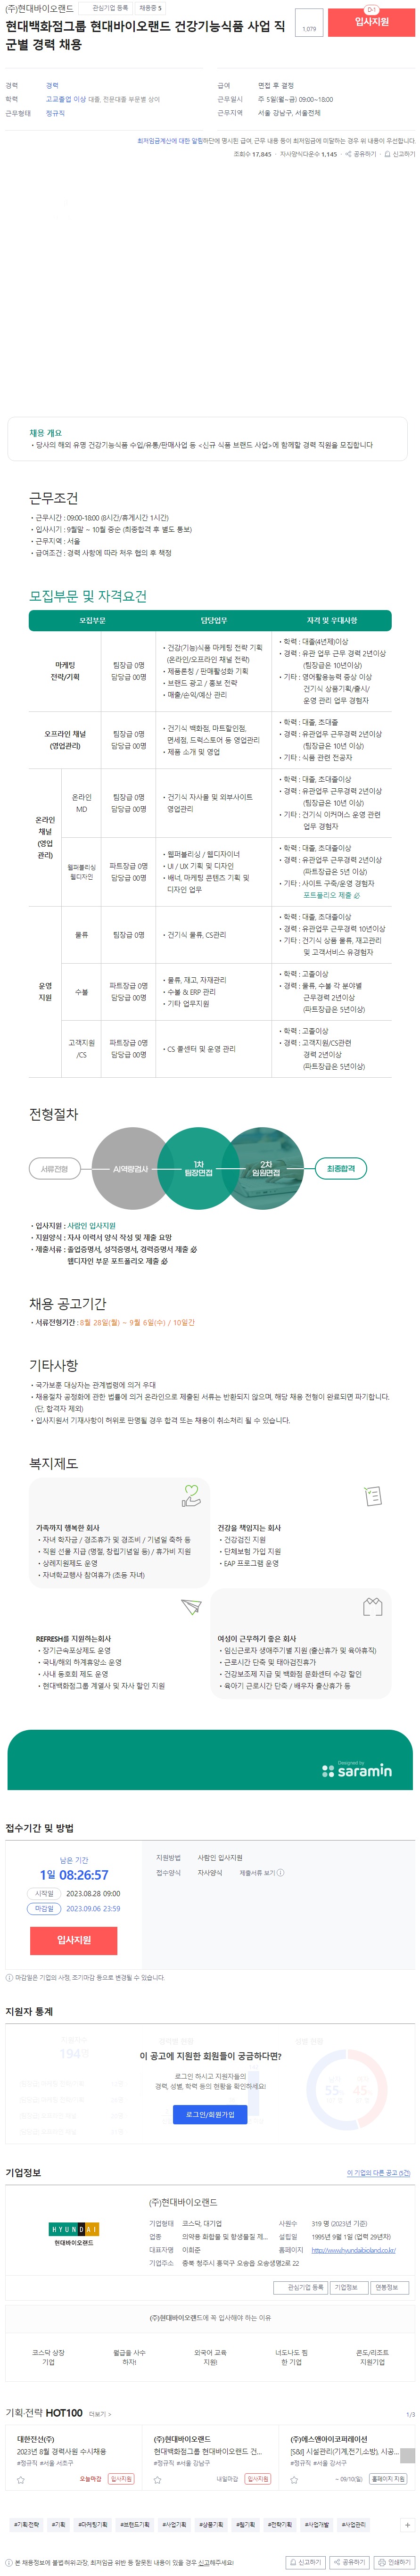 (주)현대바이오랜드
관심기업 등록
채용중 5
현대백화점그룹 현대바이오랜드 건강기능식품 사업 직
군별 경력 채용
1,079
D-1
입사지원
경력 경력
학력 고교졸업 이상 대졸, 전문대졸 부문별 상이
근무형태 정규직
급여 면접 후 결정
근무일시 주 5일(월~금) 09:00~18:00
근무지역 서울 강남구, 서울전체
최저임금계산에 대한 알림하단에 명시된 급여, 근무 내용 등이 최저임금에 미달하는 경우 위 내용이 우선합니다.
조회수 17,845 · 자사양식다운수 1,145 · 공유하기 · 신고하기
채용 개요
• 당사의 해외 유명 건강기능식품 수입/유통/판매사업 등 <신규 식품 브랜드 사업>에 함께할 경력 직원을 모집합니다
근무조건
• 근무시간 : 09:00-18:00 (8시간/휴게시간 1시간)
• 입사시기 : 9월말 ~ 10월 중순 (최종합격 후 별도 통보)
• 근무지역 : 서울
• 급여조건 : 경력 사항에 따라 처우 협의 후 책정
모집부문 및 자격요건
모집부문 담당업무 자격 및 우대사항
마케팅
전략/기획
팀장급 0명
담당급 00명
• 건강(기능)식품 마케팅 전략 기획
(온라인/오프라인 채널 전략)
• 제품론칭 / 판매활성화 기획
• 브랜드 광고 / 홍보 전략
• 매출/손익/예산 관리
• 학력 : 대졸(4년제)이상
• 경력 : 유관 업무 근무 경력 2년이상
(팀장급은 10년이상)
• 기타 : 영어활용능력 중상 이상
건기식 상품기획/출시/
운영 관리 업무 경험자
오프라인 채널
(영업관리)
팀장급 0명
담당급 00명
• 건기식 백화점, 마트할인점,
면세점, 드럭스토어 등 영업관리
• 제품 소개 및 영업
• 학력 : 대졸, 초대졸
• 경력 : 유관업무 근무경력 2년이상
(팀장급은 10년 이상)
• 기타 : 식품 관련 전공자
온라인
채널
(영업
관리)
온라인
MD
팀장급 0명
담당급 00명
• 건기식 자사몰 및 외부사이트
영업관리
• 학력 : 대졸, 초대졸이상
• 경력 : 유관업무 근무경력 2년이상
(팀장급은 10년 이상)
• 기타 : 건기식 이커머스 운영 관련
업무 경험자
웹퍼블리싱
웹디자인
파트장급 0명
담당급 00명
• 웹퍼블리싱 / 웹디자이너
• UI / UX 기획 및 디자인
• 배너, 마케팅 콘텐츠 기획 및
디자인 업무
• 학력 : 대졸, 초대졸이상
• 경력 : 유관업무 근무경력 2년이상
(파트장급은 5년 이상)
• 기타 : 사이트 구축/운영 경험자
포트폴리오 제출 必
운영
지원
물류
팀장급 0명
• 건기식 물류, CS관리
• 학력 : 대졸, 초대졸이상
• 경력 : 유관업무 근무경력 10년이상
• 기타 : 건기식 상품 물류, 재고관리
및 고객서비스 유경험자
수불
파트장급 0명
담당급 00명
• 물류, 재고, 자재관리
• 수불 & ERP 관리
• 기타 업무지원
• 학력 : 고졸이상
• 경력 : 물류, 수불 각 분야별
근무경력 2년이상
(파트장급은 5년이상)
고객지원
/CS
파트장급 0명
담당급 00명
• CS 콜센터 및 운영 관리
• 학력 : 고졸이상
• 경력 : 고객지원/CS관련
경력 2년이상
(파트장급은 5년이상)
전형절차
서류전형
AI역량검사
1차
팀장면접
2차
임원면접
최종합격
• 입사지원 : 사람인 입사지원
• 지원양식 : 자사 이력서 양식 작성 및 제출 요망
• 제출서류 : 졸업증명서, 성적증명서, 경력증명서 제출 必
웹디자인 부문 포트폴리오 제출 必
채용 공고기간
• 서류전형기간 : 8월 28일(월) ~ 9월 6일(수) / 10일간
기타사항
• 국가보훈 대상자는 관계법령에 의거 우대
• 채용절차 공정화에 관한 법률에 의거 온라인으로 제출된 서류는 반환되지 않으며, 해당 채용 전형이 완료되면 파기합니다.
(단, 합격자 제외)
• 입사지원서 기재사항이 허위로 판명될 경우 합격 또는 채용이 취소처리 될 수 있습니다.
복지제도
가족까지 행복한 회사
• 자녀 학자금 / 경조휴가 및 경조비 / 기념일 축하 등
• 직원 선물 지급 (명절, 창립기념일 등) / 휴가비 지원
• 상례지원제도 운영
• 자녀학교행사 참여휴가 (초등 자녀)
건강을 책임지는 회사
• 건강검진 지원
• 단체보험 가입 지원
• EAP 프로그램 운영
REFRESH를 지원하는회사
• 장기근속포상제도 운영
• 국내/해외 하계휴양소 운영
• 사내 동호회 제도 운영
• 현대백화점그룹 계열사 및 자사 할인 지원
여성이 근무하기 좋은 회사
• 임신근로자 생애주기별 지원 (출산휴가 및 육아휴직)
• 근로시간 단축 및 태아검진휴가
• 건강보조제 지급 및 백화점 문화센터 수강 할인
• 육아기 근로시간 단축 / 배우자 출산휴가 등
Designed by
saramin
접수기간 및 방법
남은 기간
1일 08:26:57
시작일 2023.08.28 09:00
마감일 2023.09.06 23:59
입사지원
지원방법 사람인 입사지원
접수양식 자사양식 제출서류 보기
마감일은 기업의 사정, 조기마감 등으로 변경될 수 있습니다.
지원자 통계
194명
이 공고에 지원한 회원들이 궁금하다면?
로그인 하시고 지원자들의
경력, 성별, 학력 등의 현황을 확인하세요!
55%
45%
로그인/회원가입
기업정보
이 기업의 다른 공고 (5건)
HYUNDAI
현대바이오랜드
(주)현대바이오랜드
기업형태 코스닥, 대기업
사원수 319 명 (2023년 기준)
업종 의약용 화합물 및 항생물질 제...
설립일 1995년 9월 1일 (업력 29년차)
대표자명 이희준
홈페이지 http://www.hyundaibioland.co.kr/
기업주소 충북 청주시 흥덕구 오송읍 오송생명2로 22
관심기업 등록
기업정보
연봉정보
(주)현대바이오랜드에 꼭 입사해야 하는 이유
코스닥 상장
기업
월급을 사수
하자!
외국어 교육
지원!
너도나도 힘
한 기업
콘도/리조트
지원기업
기획·전략 HOT100 더보기 >
1/3
대한전선(주)
2023년 8월 경력사원 수시채용
#정규직 #서울 서초구
오늘마감
입사지원
(주)현대바이오랜드
현대백화점그룹 현대바이오랜드 건...
#정규직 #서울 강남구
내일마감
입사지원
(주)에스앤아이코퍼레이션
[S&I] 시설관리(기계,전기,소방), 시공...
#정규직 #서울 강서구
~ 09/10(일)
홈페이지 지원
#기획·전략 #기획 #마케팅기획 #브랜드기획 #사업기획 #상품기획 #웹기획 #전략기획 #사업개발 #사업관리
+
본 채용정보에 불법/허위/과장, 최저임금 위반 등 잘못된 내용이 있을 경우 신고해주세요!
신고하기
공유하기
인쇄하기